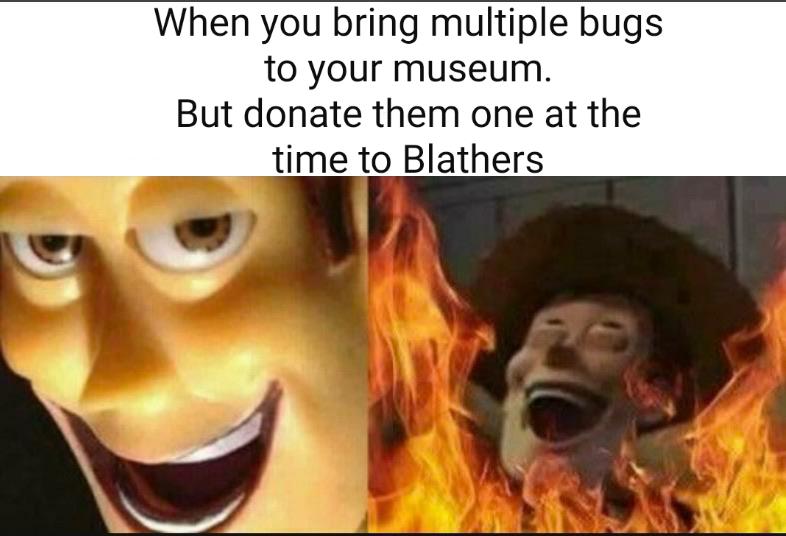 When you bring multiple bugs
to your museum.
But donate them one at the
time to Blathers